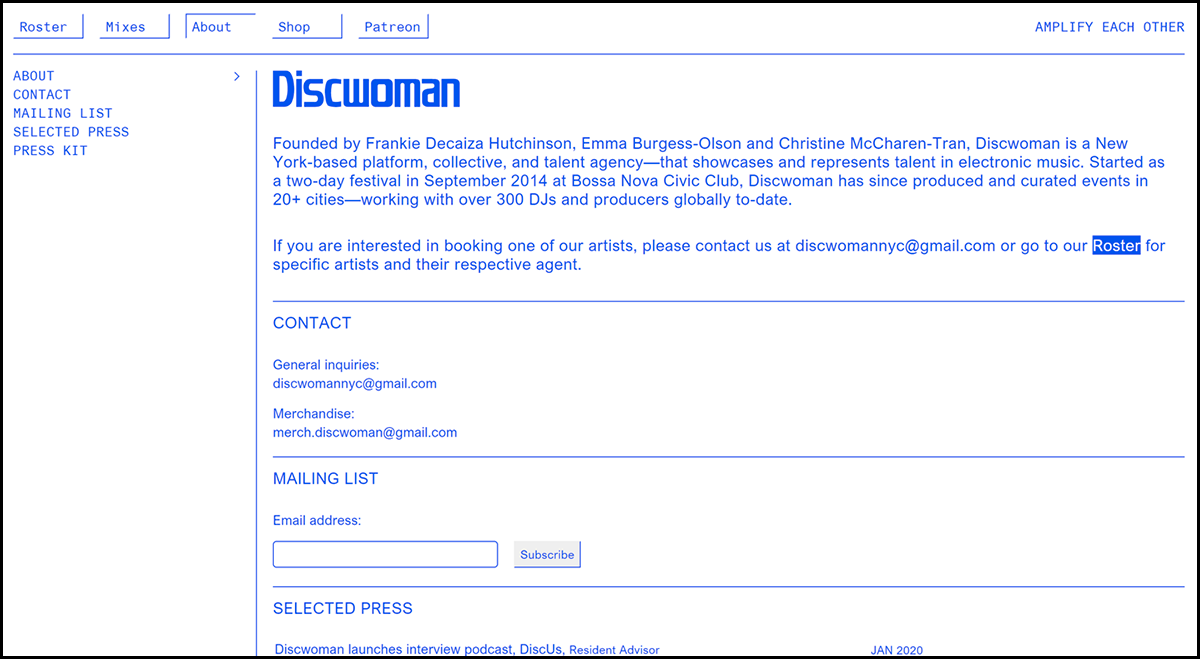 Roster Mixes About Shop Patreon AMPLIFY EACH OTHER
ABOUT >
CONTACT
MAILING LIST
SELECTED PRESS
PRESS KIT
Discwoman
Founded by Frankie Decaiza Hutchinson, Emma Burgess-Olson and Christine McCharen-Tran, Discwoman is a New
York-based platform, collective, and talent agency—that showcases and represents talent in electronic music. Started as
a two-day festival in September 2014 at Bossa Nova Civic Club, Discwoman has since produced and curated events in
20+ cities—working with over 300 DJs and producers globally to-date.
If you are interested in booking one of our artists, please contact us at discwomannyc@gmail.com or go to our Roster for
specific artists and their respective agent.
CONTACT
General inquiries:
discwomannyc@gmail.com
Merchandise:
merch.discwoman@gmail.com
MAILING LIST
Email address:
Subscribe
SELECTED PRESS
Discwoman launches interview podcast, DiscUs, Resident Advisor JAN 2020